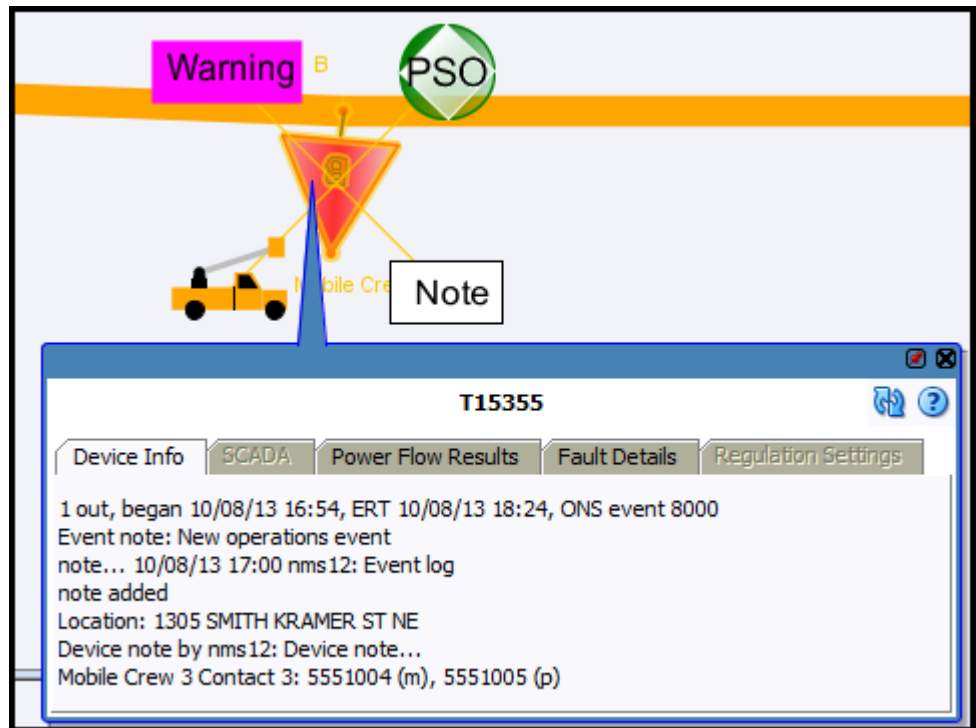 Warning
B
PSO
Mobile Cre
Note
T15355
Device Info
SCADA
Power Flow Results
Fault Details
Regulation Settings
1 out, began 10/08/13 16:54, ERT 10/08/13 18:24, ONS event 8000
Event note: New operations event
note... 10/08/13 17:00 nms12: Event log
note added
Location: 1305 SMITH KRAMER ST NE
Device note by nms12: Device note...
Mobile Crew 3 Contact 3: 5551004 (m), 5551005 (p)